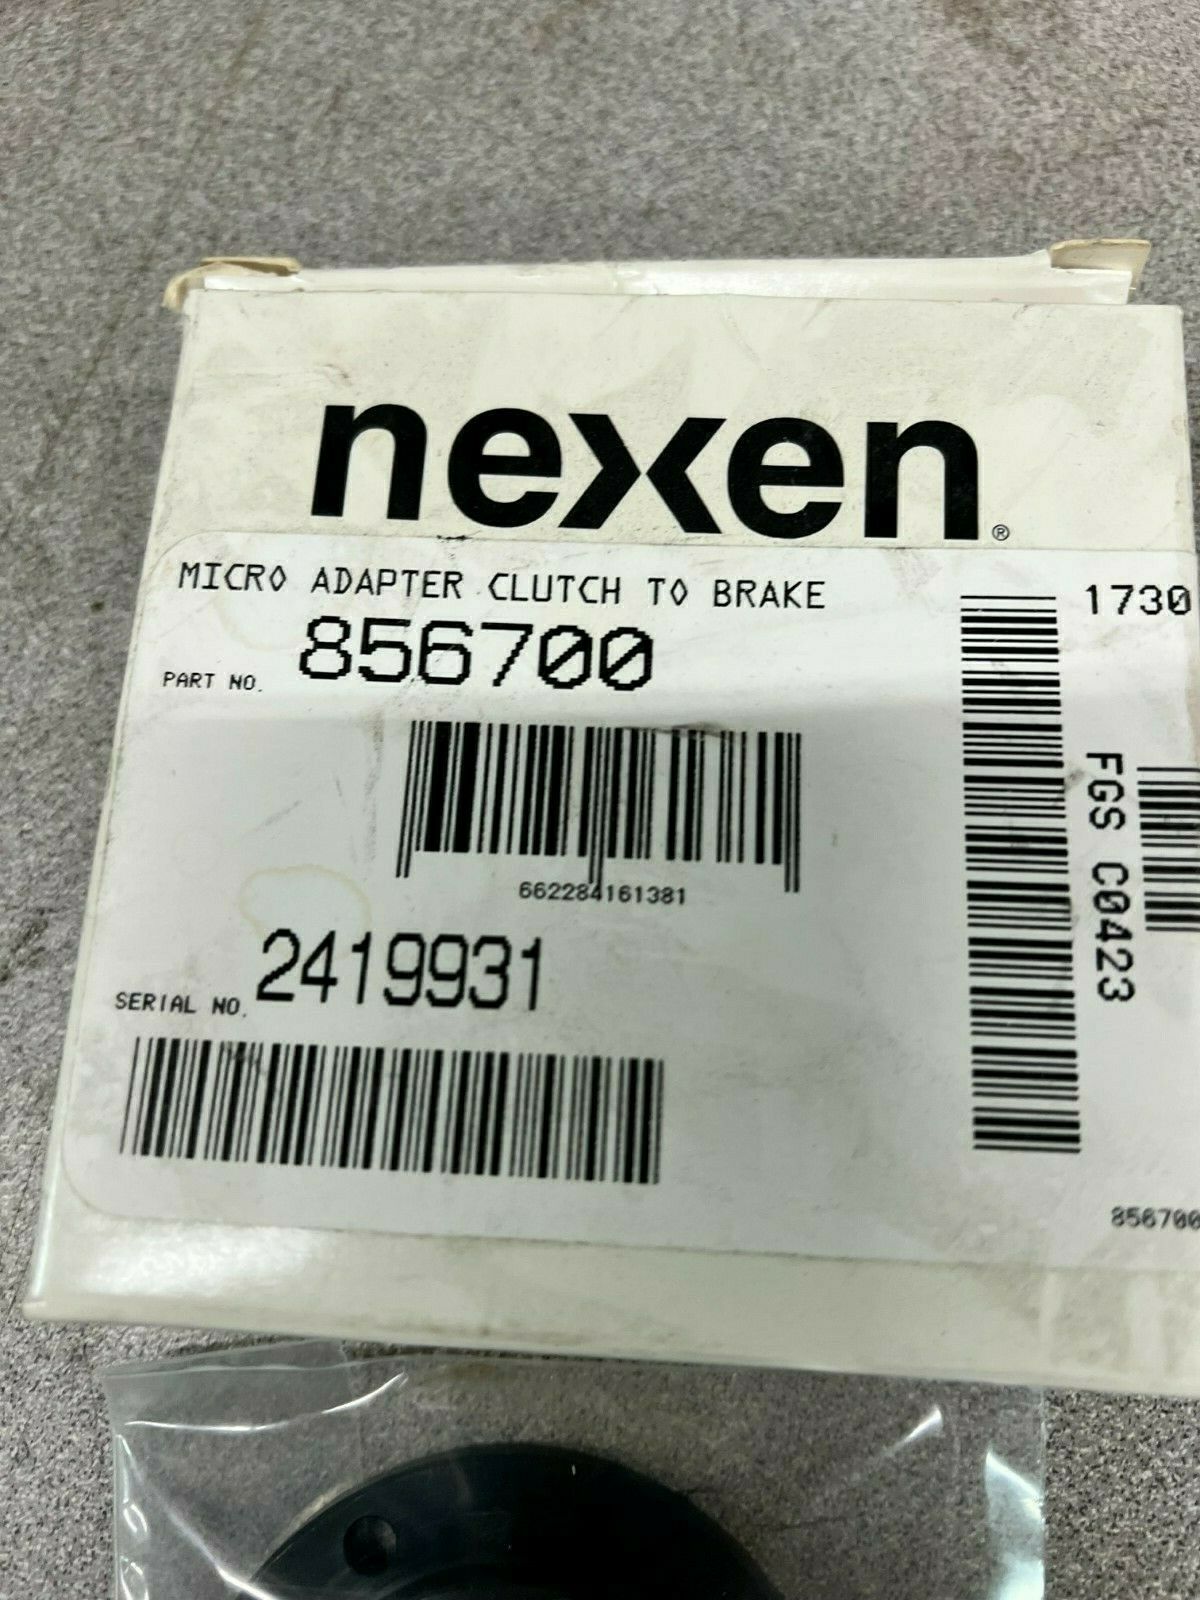 nexen®
MICRO ADAPTER CLUTCH TO BRAKE
1730
PART NO. 856700
662284161381
FGS C0423
SERIAL NO. 2419931
856700